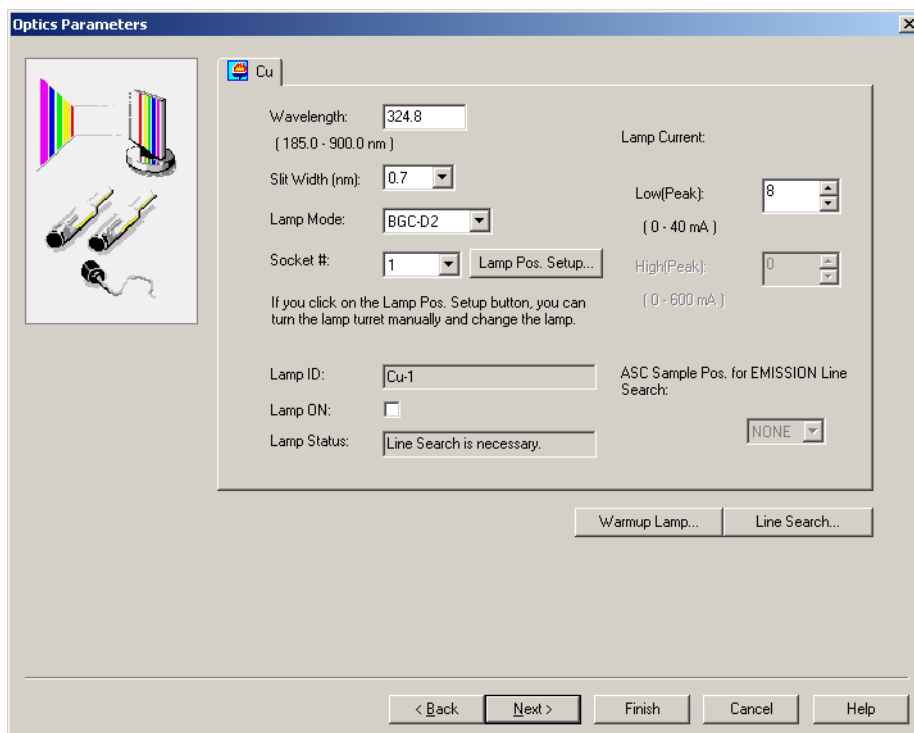 Optics Parameters
Cu
Wavelength:
324.8
( 185.0 - 900.0 nm )
Slit Width (nm):
0.7
Lamp Mode:
BGC-D2
Socket #:
1
Lamp Pos. Setup...
If you click on the Lamp Pos. Setup button, you can
turn the lamp turret manually and change the lamp.
Lamp ID:
Cu-1
Lamp ON:
Lamp Status:
Line Search is necessary.
Lamp Current:
Low(Peak):
8
( 0 - 40 mA )
High(Peak):
0
( 0 - 600 mA )
ASC Sample Pos. for EMISSION Line
Search:
NONE
Warmup Lamp...
Line Search...
< Back
Next >
Finish
Cancel
Help